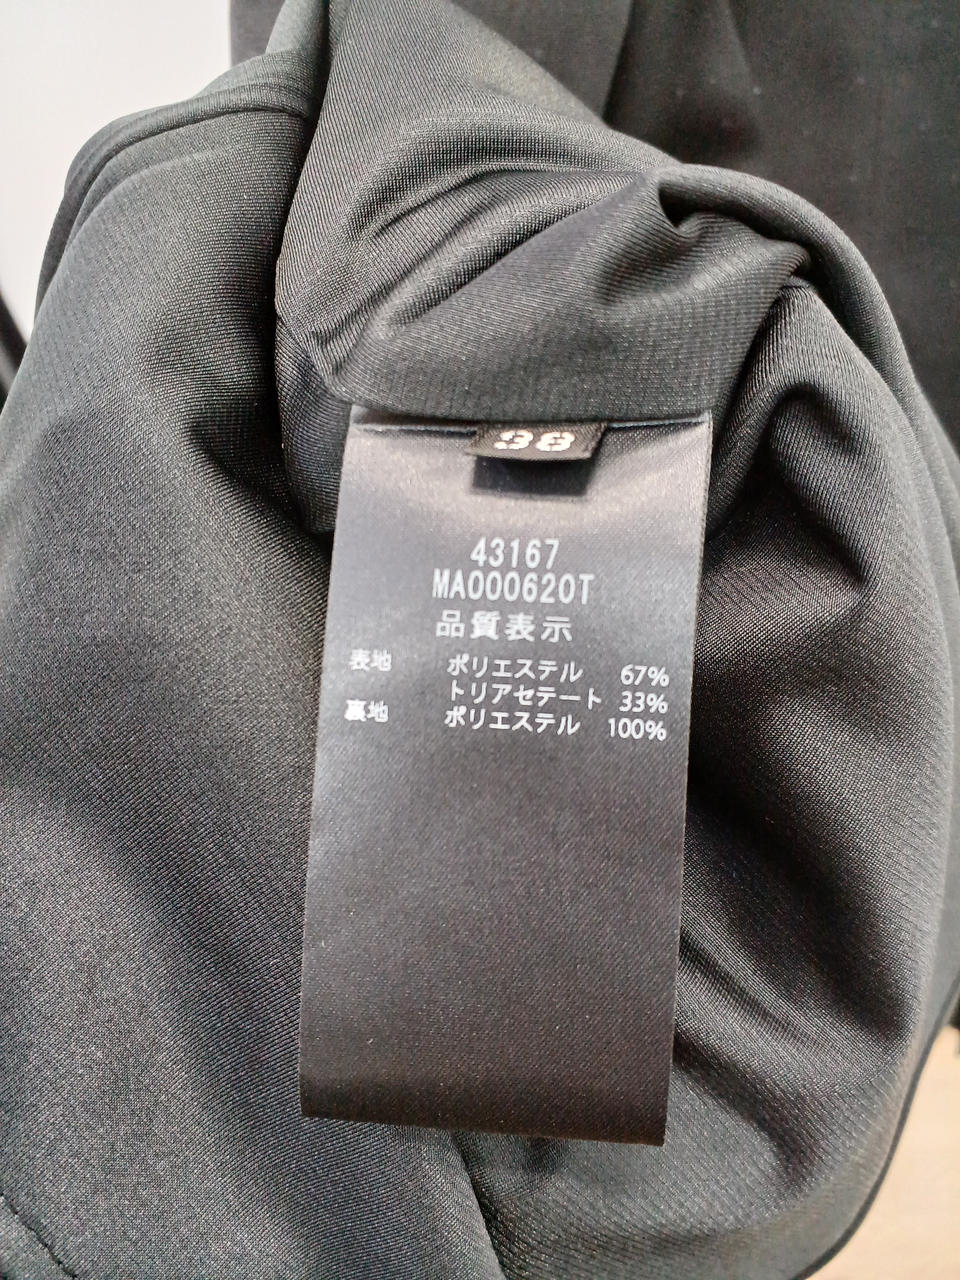 38
43167
MA000620T
品質表示
表地 ポリエステル 67%
トリアセテート 33%
裏地 ポリエステル 100%